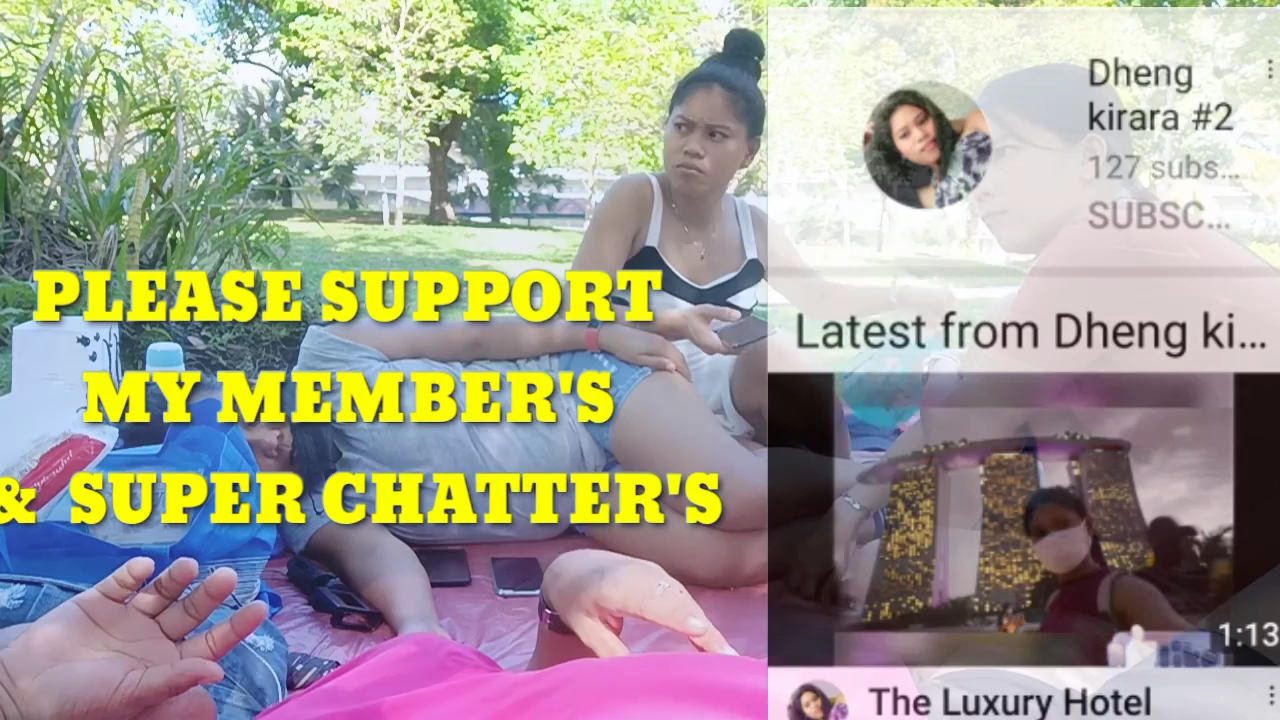 PLEASE SUPPORT
MY MEMBER'S
& SUPER CHATTER'S
Dheng
kirara #2
127 subs...
SUBSC...
Latest from Dheng ki...
1:13
The Luxury Hotel